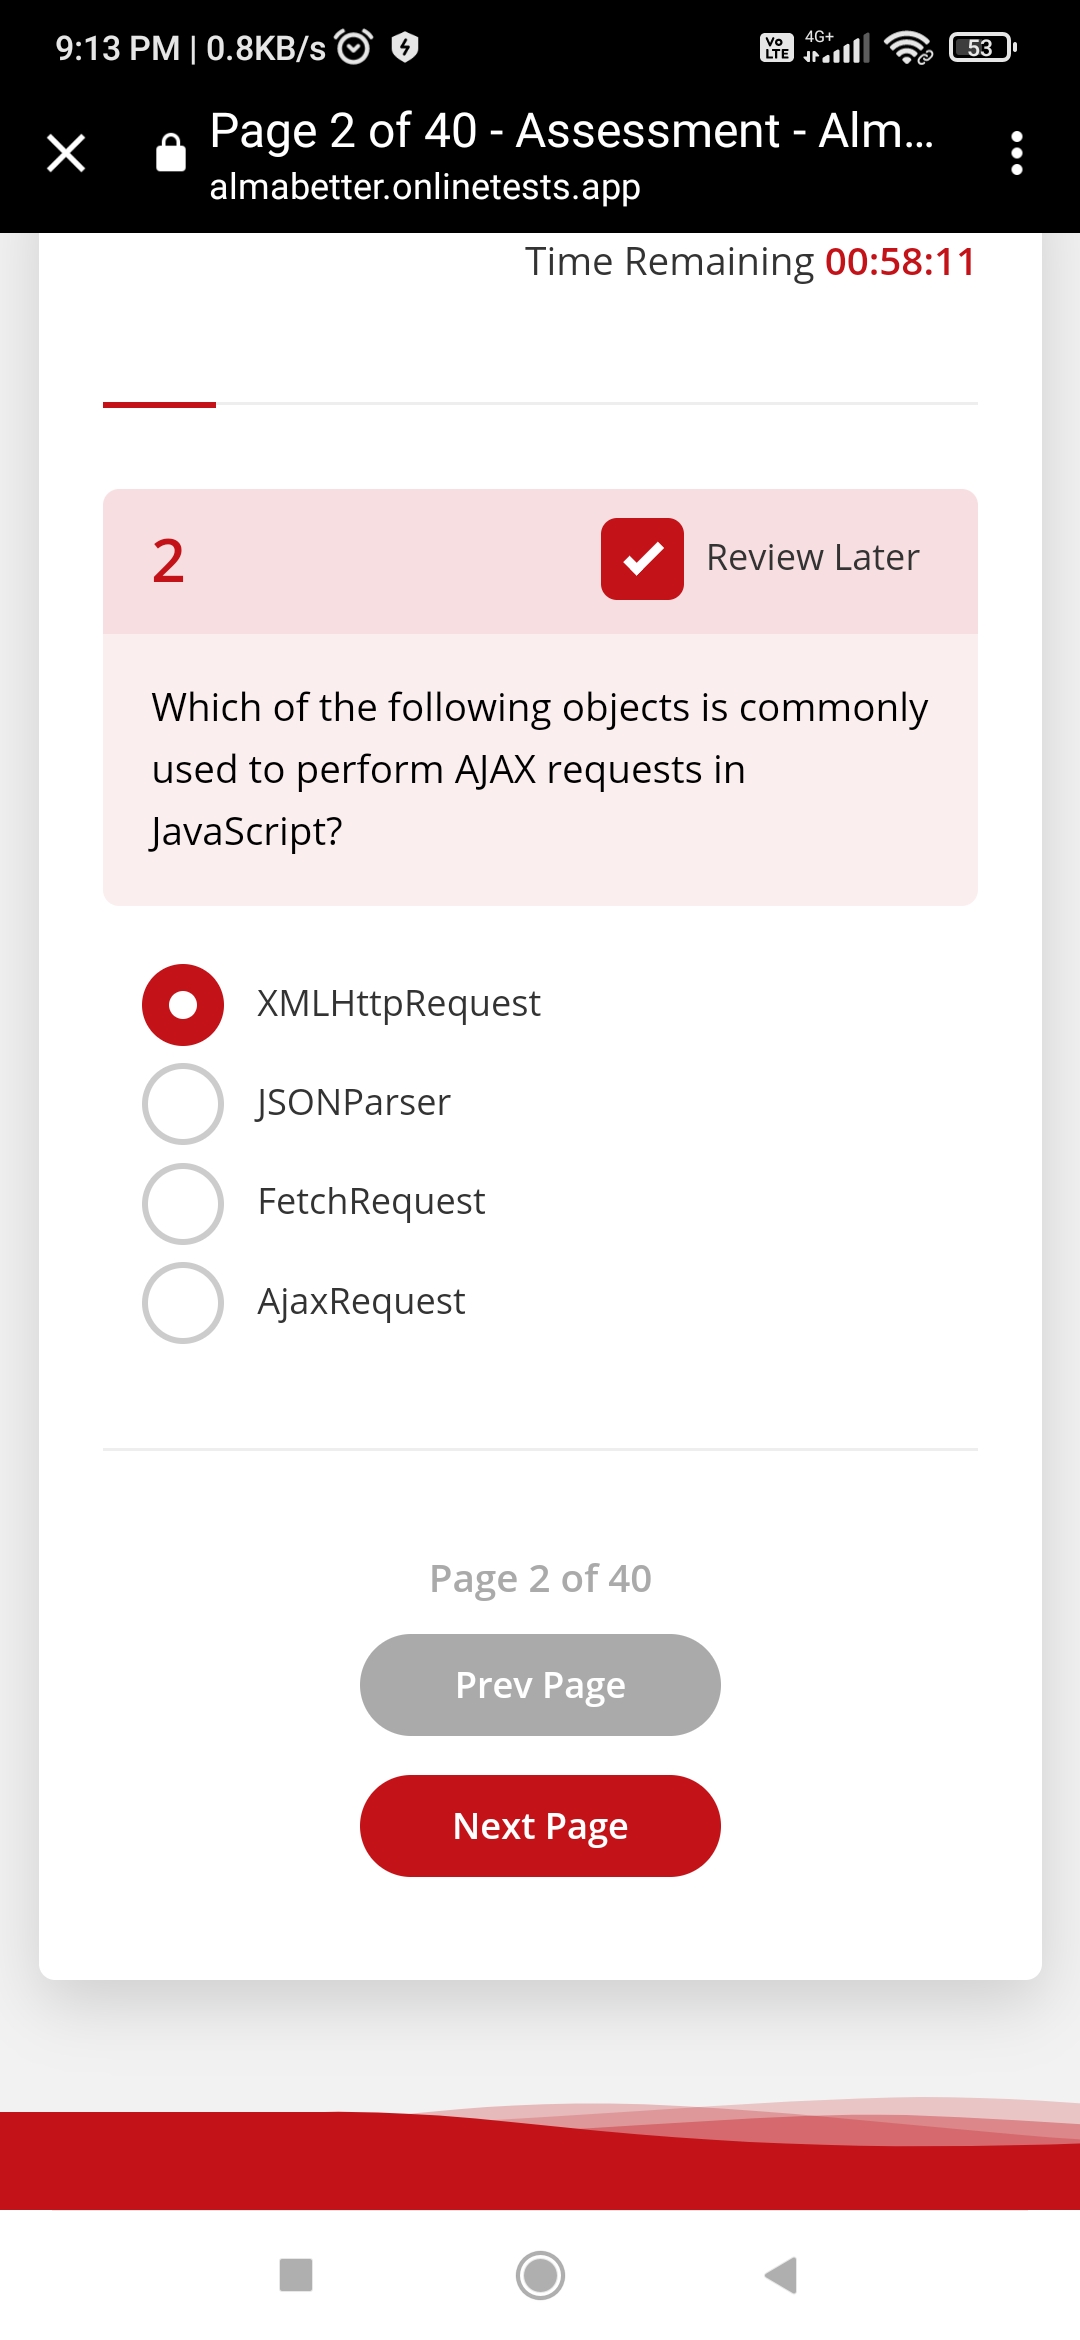 9:13 PM | 0.8KB/s
Vo LTE 4G+ 53
Page 2 of 40 - Assessment - Alm...
almabetter.onlinetests.app
Time Remaining 00:58:11
2 Review Later
Which of the following objects is commonly
used to perform AJAX requests in
JavaScript?
XMLHttpRequest
JSONParser
FetchRequest
AjaxRequest
Page 2 of 40
Prev Page
Next Page